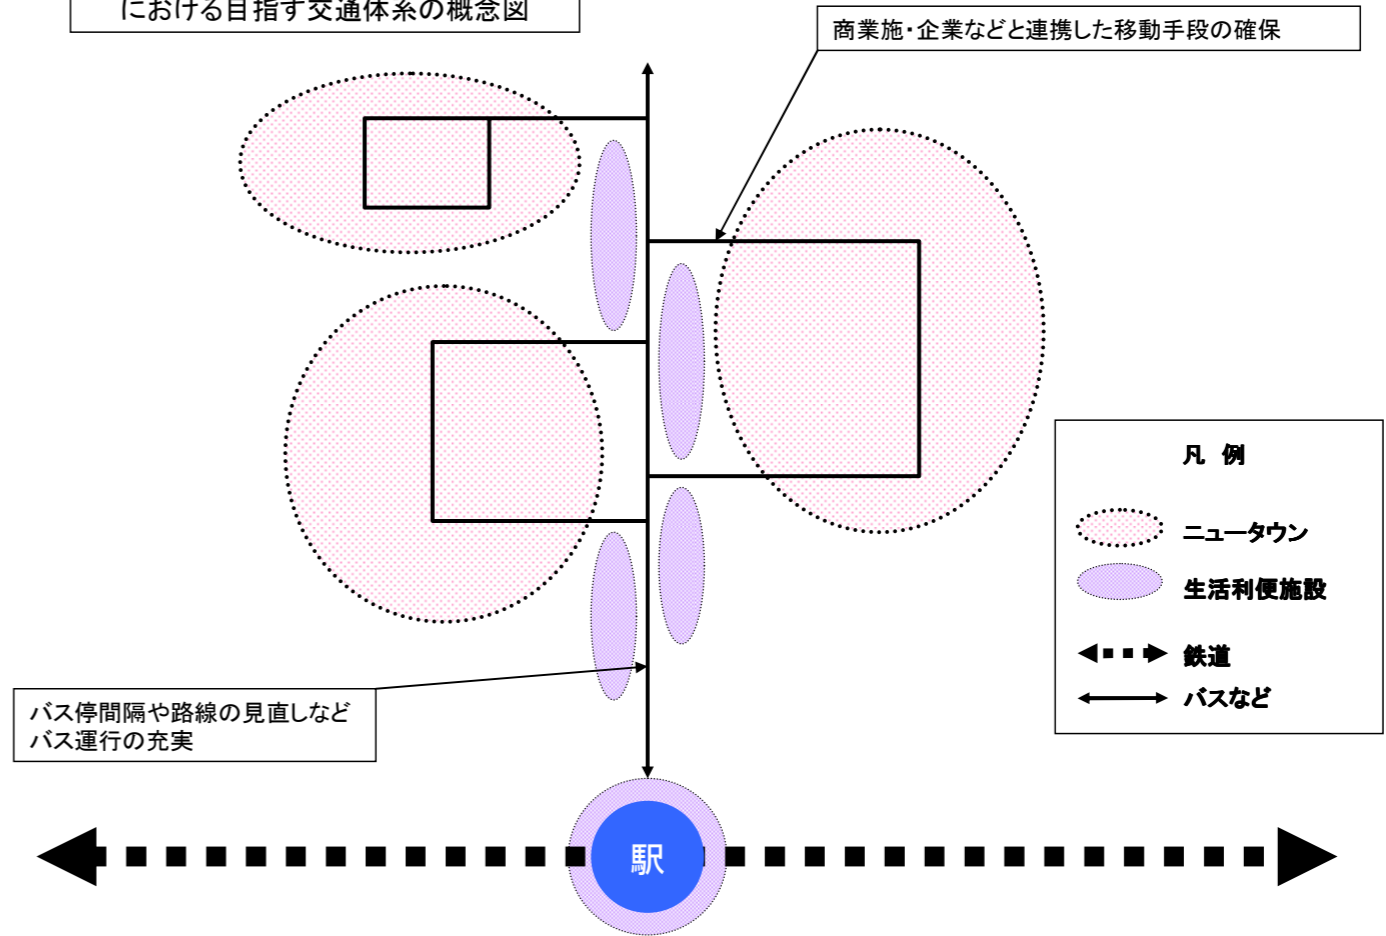 における目指す交通体系の概念図
商業施・企業などと連携した移動手段の確保
凡 例
ニュータウン
生活利便施設
鉄道
バスなど
バス停間隔や路線の見直しなど
バス運行の充実
駅